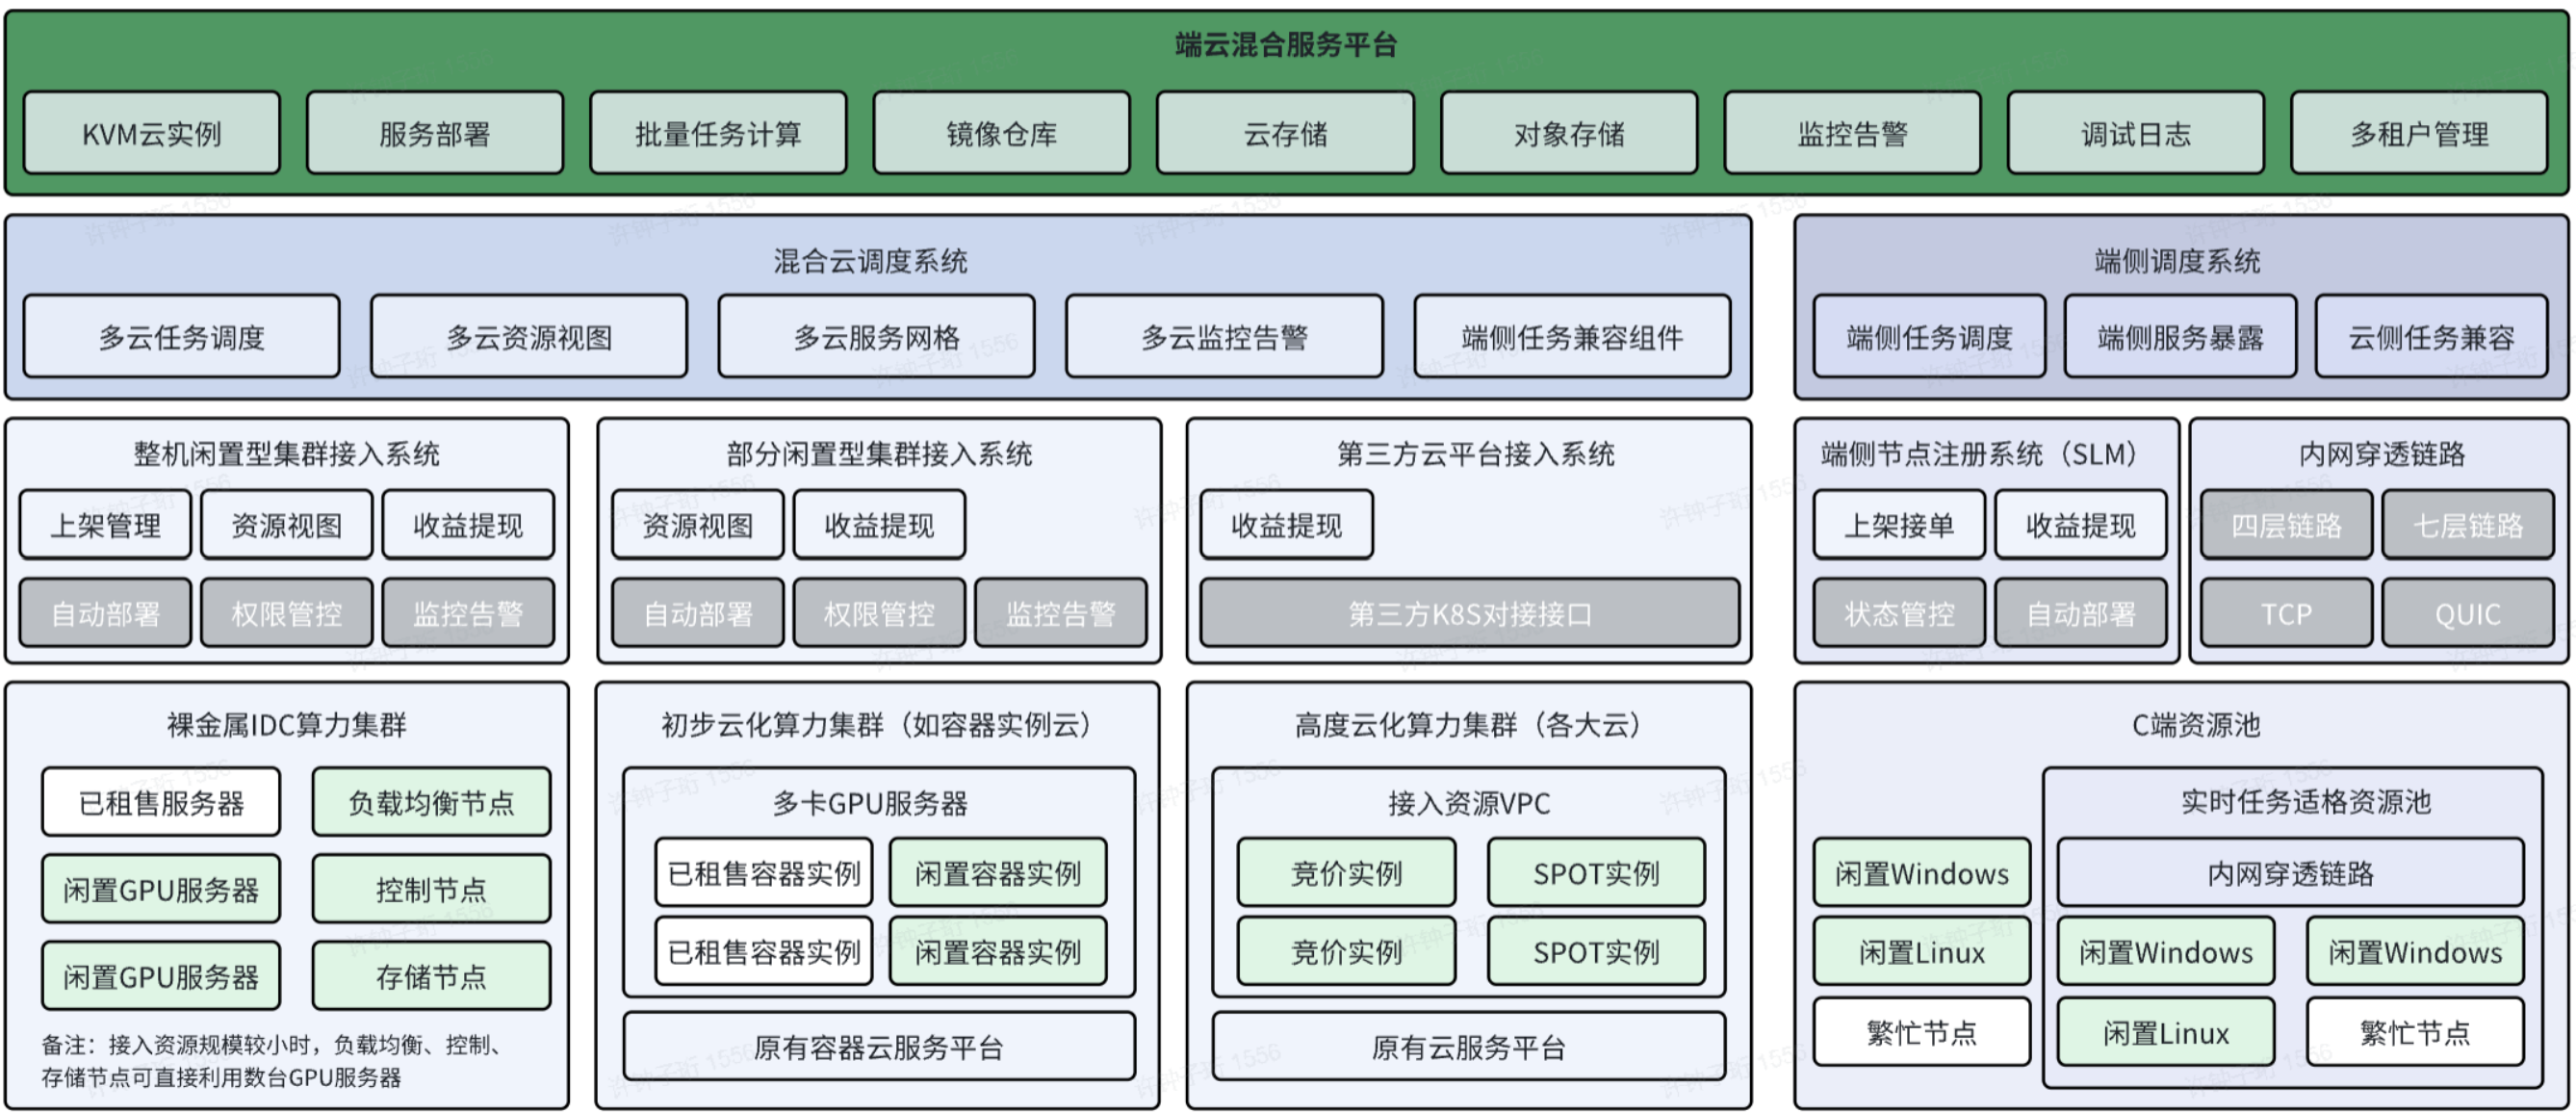 端云混合服务平台
KVM云实例 服务部署 批量任务计算 镜像仓库 云存储 对象存储 监控告警 调试日志 多租户管理
混合云调度系统
多云任务调度 多云资源视图 多云服务网格 多云监控告警 端侧任务兼容组件
端侧调度系统
端侧任务调度 端侧服务暴露 云侧任务兼容
整机闲置型集群接入系统
上架管理 资源视图 收益提现
自动部署 权限管控 监控告警
部分闲置型集群接入系统
资源视图 收益提现
自动部署 权限管控 监控告警
第三方云平台接入系统
收益提现
第三方K8S对接接口
端侧节点注册系统（SLM）
上架接单 收益提现
状态管控 自动部署
内网穿透链路
四层链路 七层链路
TCP QUIC
裸金属IDC算力集群
已租售服务器 负载均衡节点
闲置GPU服务器 控制节点
闲置GPU服务器 存储节点
备注：接入资源规模较小时，负载均衡、控制、
存储节点可直接利用数台GPU服务器
初步云化算力集群（如容器实例云）
多卡GPU服务器
已租售容器实例 闲置容器实例
已租售容器实例 闲置容器实例
原有容器云服务平台
高度云化算力集群（各大云）
接入资源VPC
竞价实例 SPOT实例
竞价实例 SPOT实例
原有云服务平台
C端资源池
闲置Windows
闲置Linux
繁忙节点
实时任务适格资源池
内网穿透链路
闲置Windows 闲置Windows
闲置Linux 繁忙节点
许钟子珩 1556